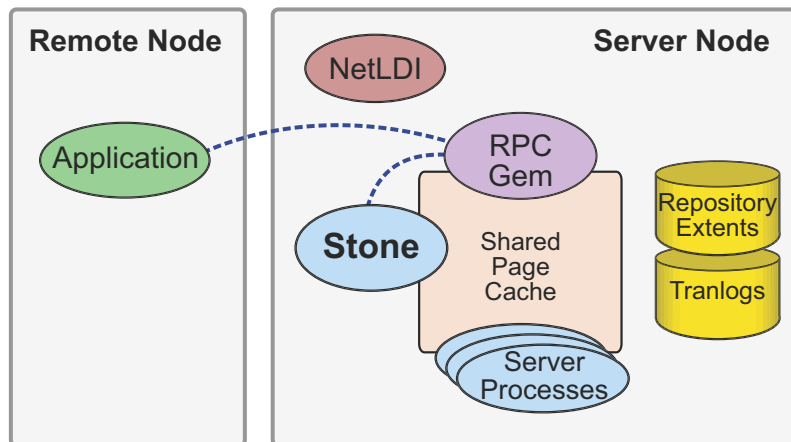 Remote Node
Server Node
NetLDI
Application
RPC
Gem
Stone
Shared
Page
Cache
Repository
Extents
Tranlogs
Server
Processes